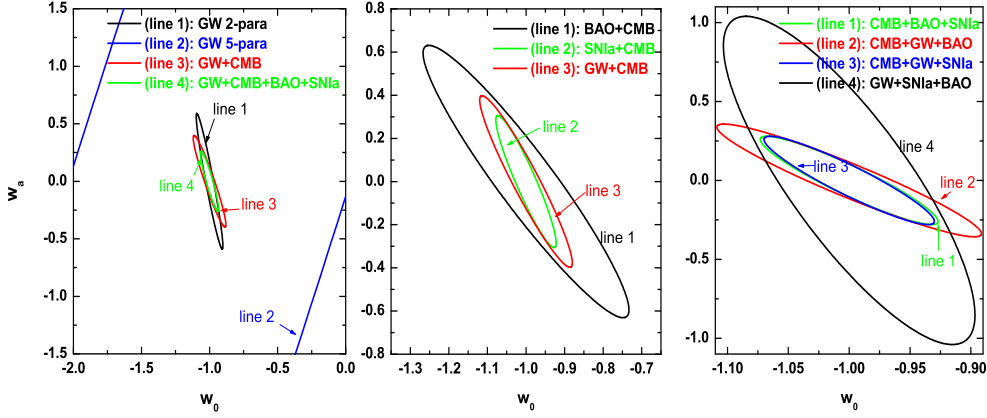 (line 1): GW 2-para
(line 2): GW 5-para
(line 3): GW+CMB
(line 4): GW+CMB+BAO+SNIa
line 1
line 4
line 3
line 2
1.5
1.0
0.5
0.0
-0.5
-1.0
-1.5
-2.0 -1.5 -1.0 -0.5 0.0
wa
w0
(line 1): BAO+CMB
(line 2): SNIa+CMB
(line 3): GW+CMB
line 2
line 3
line 1
0.8
0.6
0.4
0.2
0.0
-0.2
-0.4
-0.6
-0.8
-1.3 -1.2 -1.1 -1.0 -0.9 -0.8 -0.7
w0
(line 1): CMB+BAO+SNIa
(line 2): CMB+GW+BAO
(line 3): CMB+GW+SNIa
(line 4): GW+SNIa+BAO
line 4
line 3
line 2
line 1
1.0
0.5
0.0
-0.5
-1.0
-1.10 -1.05 -1.00 -0.95 -0.90
w0